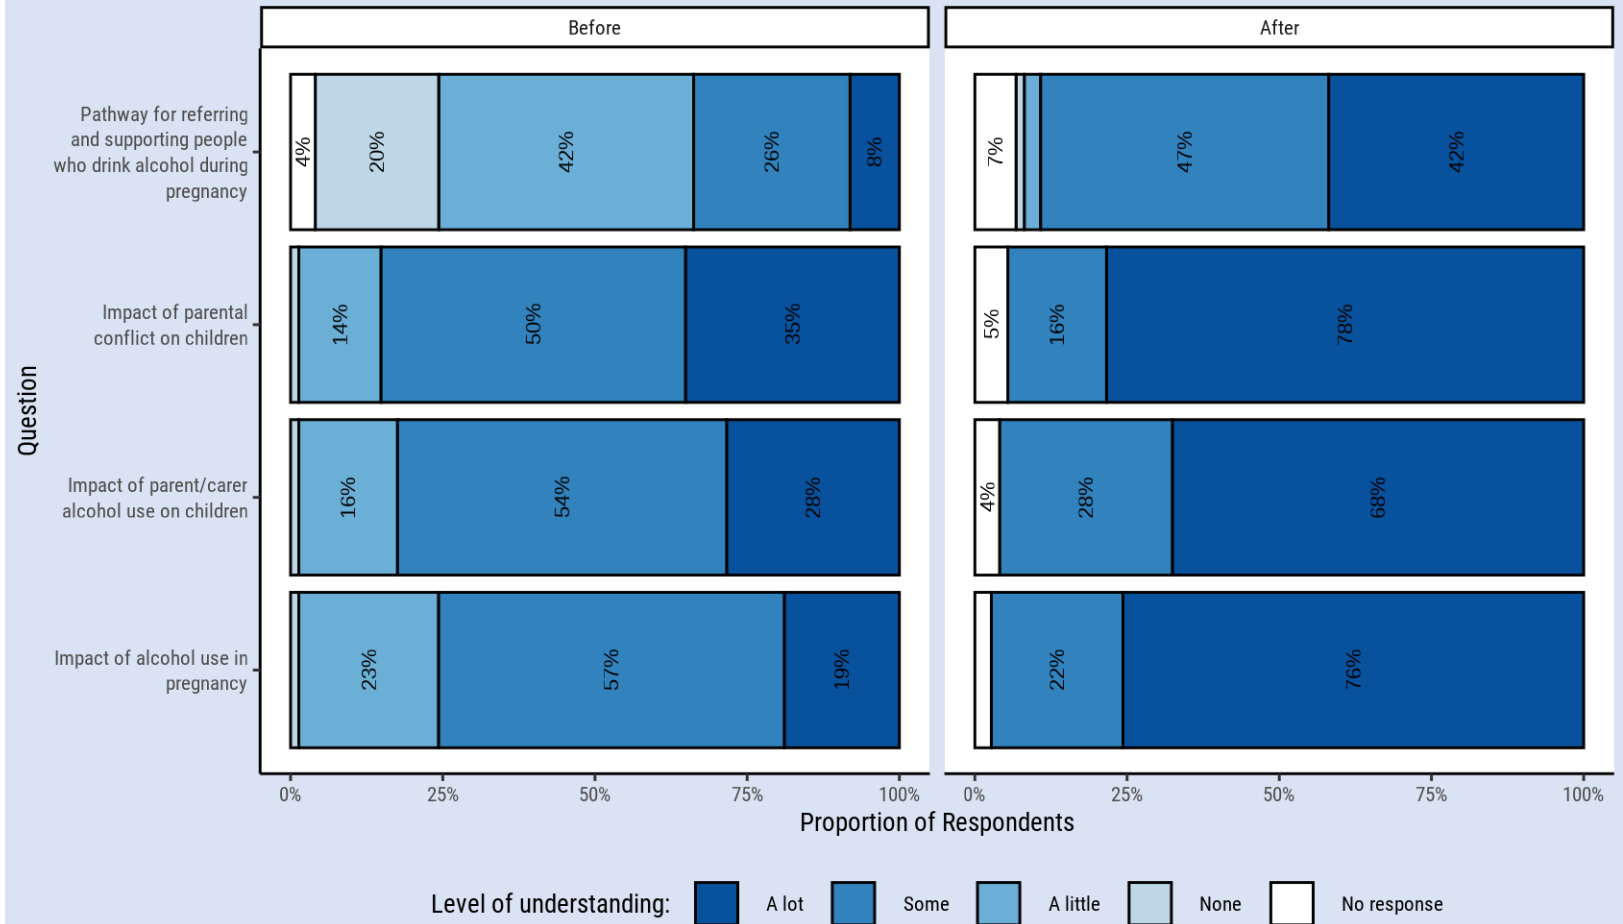 Before
After
Pathway for referring
and supporting people
who drink alcohol during
pregnancy
4%
20%
42%
26%
8%
7%
47%
42%
Impact of parental
conflict on children
14%
50%
35%
5%
16%
78%
Impact of parent/carer
alcohol use on children
16%
54%
28%
4%
28%
68%
Impact of alcohol use in
pregnancy
23%
57%
19%
22%
76%
Question
0%
25%
50%
75%
100%
0%
25%
50%
75%
100%
Proportion of Respondents
Level of understanding:
A lot
Some
A little
None
No response